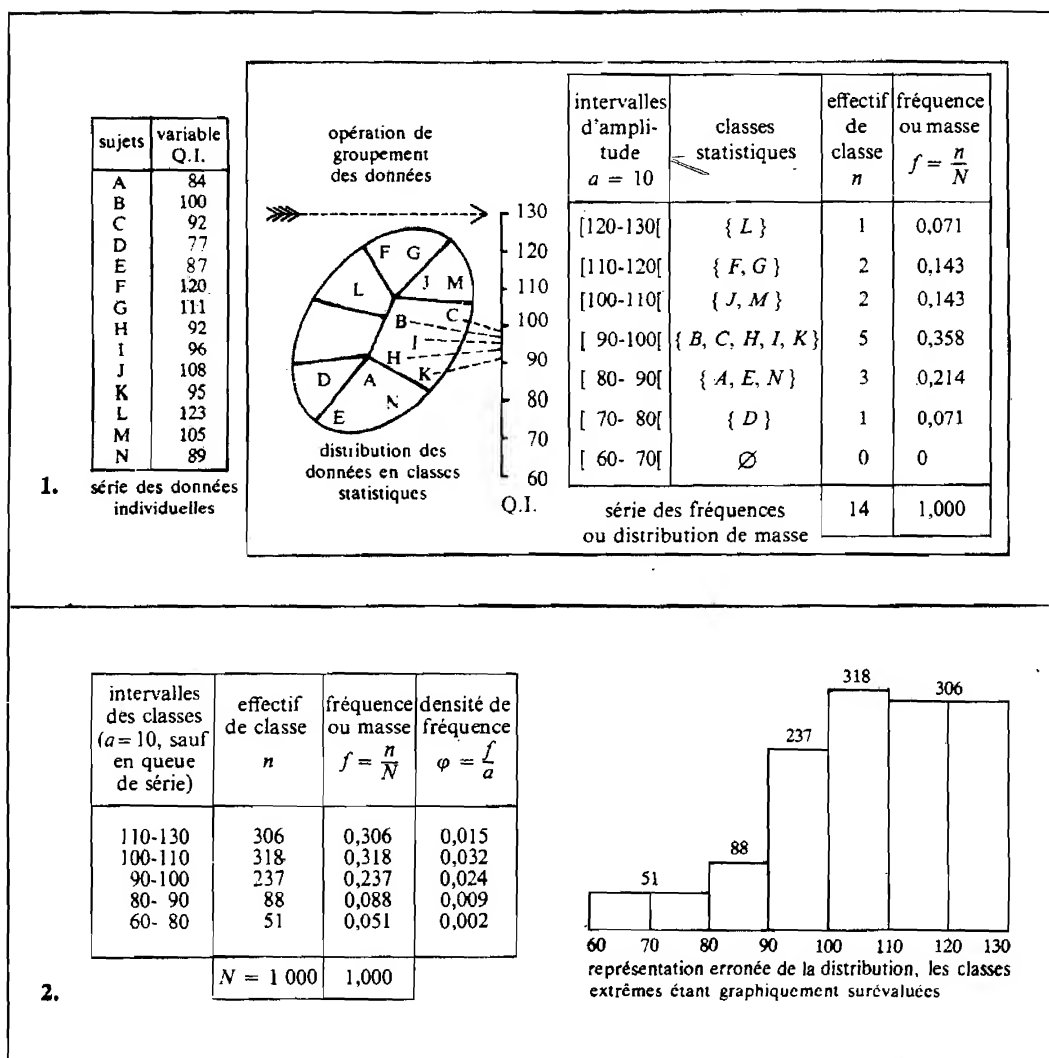 sujets variable
Q.I.
A 84
B 100
C 92
D 77
E 87
F 120
G 111
H 92
I 96
J 108
K 95
L 123
M 105
N 89
1. série des données
individuelles
opération de
groupement
des données
F G
L J M
B C
I
H
D A K
E N
distribution des
données en classes
statistiques
130
120
110
100
90
80
70
60
Q.I.
intervalles
d'ampli-
tude
a = 10
classes
statistiques
effectif
de
classe
n
fréquence
ou masse
f = n/N
[120-130[ { L } 1 0,071
[110-120[ { F, G } 2 0,143
[100-110[ { J, M } 2 0,143
[ 90-100[ { B, C, H, I, K } 5 0,358
[ 80- 90[ { A, E, N } 3 0,214
[ 70- 80[ { D } 1 0,071
[ 60- 70[ Ø 0 0
série des fréquences
ou distribution de masse
14 1,000
2.
intervalles
des classes
(a = 10, sauf
en queue
de série)
effectif
de classe
n
fréquence
ou masse
f = n/N
densité de
fréquence
φ = f/a
110-130 306 0,306 0,015
100-110 318 0,318 0,032
90-100 237 0,237 0,024
80- 90 88 0,088 0,009
60- 80 51 0,051 0,002
N = 1 000 1,000
51
88
237
318
306
60 70 80 90 100 110 120 130
représentation erronée de la distribution, les classes
extrêmes étant graphiquement surévaluées